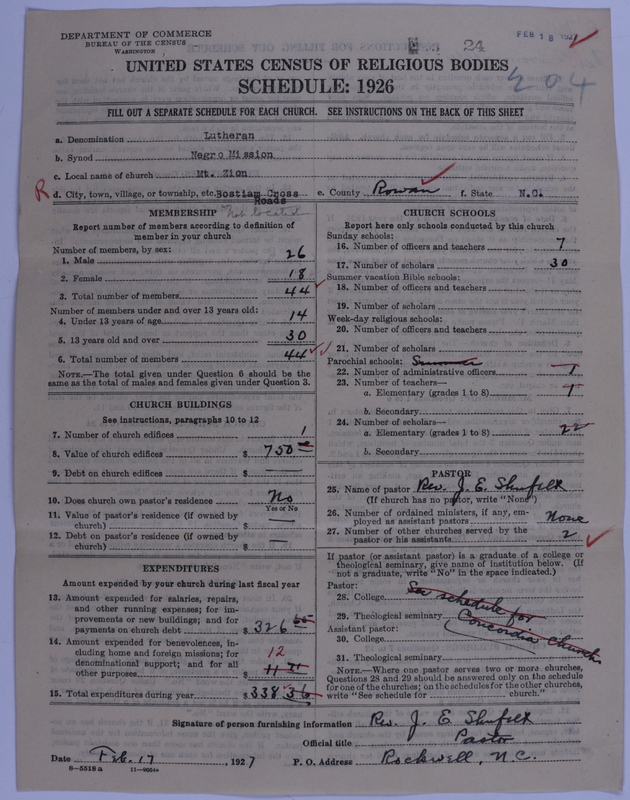 DEPARTMENT OF COMMERCE
BUREAU OF THE CENSUS
WASHINGTON
24
FEB 18 1927
UNITED STATES CENSUS OF RELIGIOUS BODIES
204
SCHEDULE: 1926
FILL OUT A SEPARATE SCHEDULE FOR EACH CHURCH. SEE INSTRUCTIONS ON THE BACK OF THIS SHEET
a. Denomination Lutheran
b. Synod Negro Mission
c. Local name of church Mt. Zion
R d. City, town, village, or township, etc. Bostiam Cross Roads e. County Rowan f. State N.C.
Not located
MEMBERSHIP
Report number of members according to definition of
member in your church
Number of members, by sex:
1. Male 26
2. Female 18
3. Total number of members 44
Number of members under and over 13 years old:
4. Under 13 years of age 14
5. 13 years old and over 30
6. Total number of members 44
NOTE.—The total given under Question 6 should be the
same as the total of males and females given under Question 3.
CHURCH BUILDINGS
See instructions, paragraphs 10 to 12
7. Number of church edifices 1
8. Value of church edifices $ 750
9. Debt on church edifices $ —
10. Does church own pastor's residence No
Yes or No
11. Value of pastor's residence (if owned by
church) $ —
12. Debt on pastor's residence (if owned by
church) $ —
EXPENDITURES
Amount expended by your church during last fiscal year
13. Amount expended for salaries, repairs,
and other running expenses; for im-
provements or new buildings; and for
payments on church debt $ 326
14. Amount expended for benevolences, in-
cluding home and foreign missions; for 12
denominational support; and for all
other purposes $ 11
15. Total expenditures during year $ 338.36
CHURCH SCHOOLS
Report here only schools conducted by this church
Sunday schools:
16. Number of officers and teachers 7
17. Number of scholars 30
Summer vacation Bible schools:
18. Number of officers and teachers
19. Number of scholars
Week-day religious schools:
20. Number of officers and teachers
21. Number of scholars
Parochial schools: Summer
22. Number of administrative officers 1
23. Number of teachers—
a. Elementary (grades 1 to 8) 1
b. Secondary
24. Number of scholars—
a. Elementary (grades 1 to 8) 22
b. Secondary
PASTOR
25. Name of pastor Rev. J. E. Shufelt
(If church has no pastor, write "None")
26. Number of ordained ministers, if any, em-
ployed as assistant pastors None
27. Number of other churches served by the
pastor or his assistants 2
If pastor (or assistant pastor) is a graduate of a college or
theological seminary, give name of institution below. (If
not a graduate, write "No" in the space indicated.)
Pastor:
28. College See schedule for
29. Theological seminary Concordia Church
Assistant pastor:
30. College
31. Theological seminary
NOTE.—Where one pastor serves two or more churches,
Questions 28 and 29 should be answered only on the schedule
for one of the churches; on the schedules for the other churches,
write "See schedule for church."
Signature of person furnishing information Rev. J. E. Shufelt
Official title Pastor
Date Feb. 17, 1927 P. O. Address Rockwell, N.C.
8—5518a 11—9664